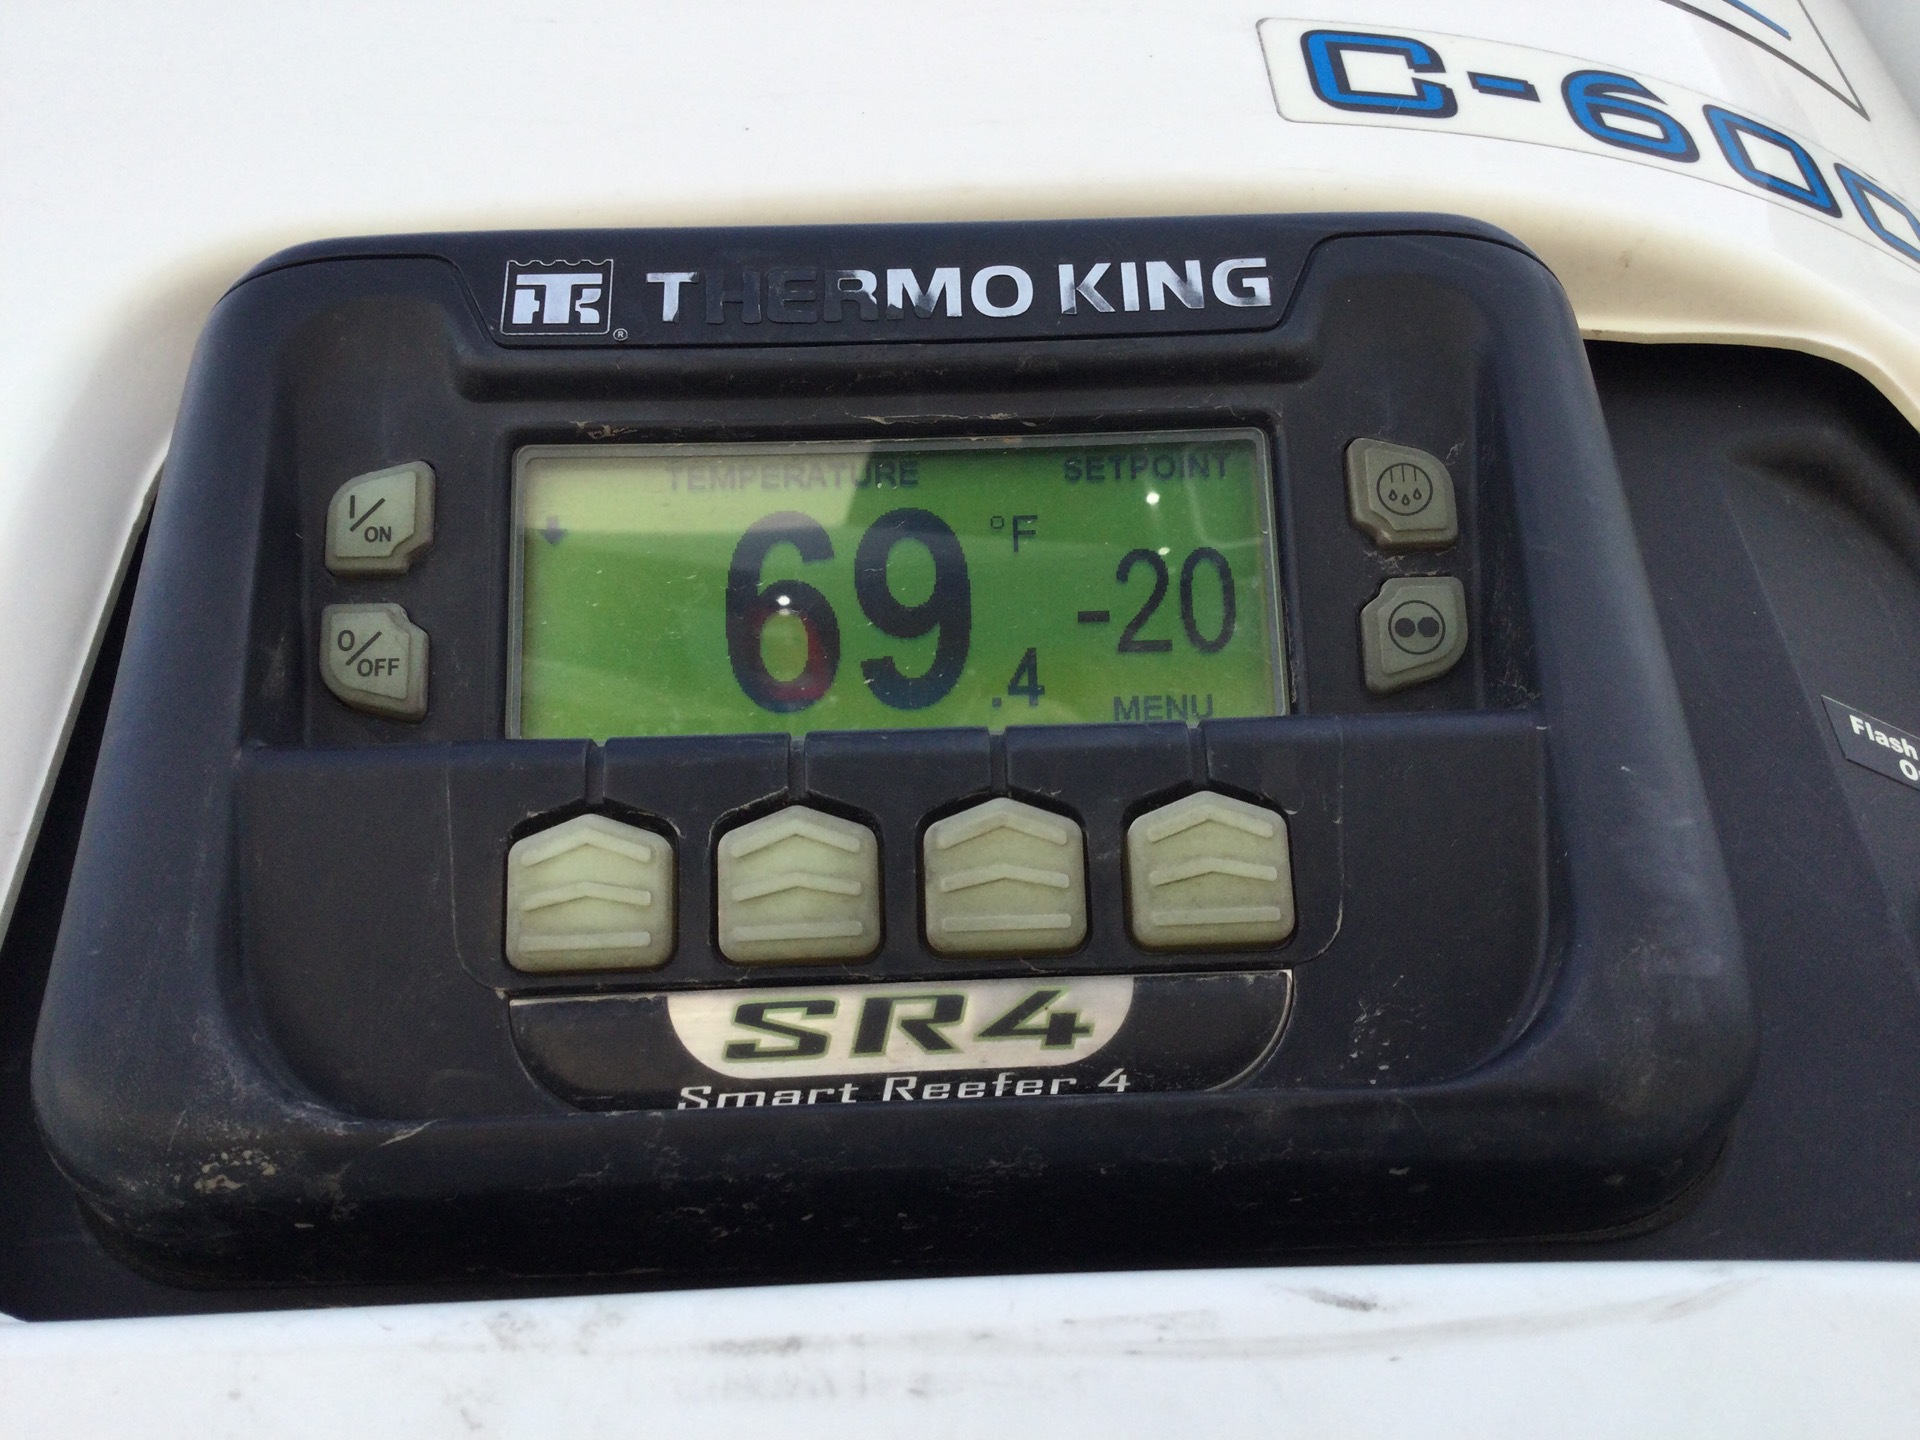 C-600
THERMO KING
®
I/ON
O/OFF
TEMPERATURE SETPOINT
69.4 °F -20
MENU
Flash
SR4
Smart Reefer 4